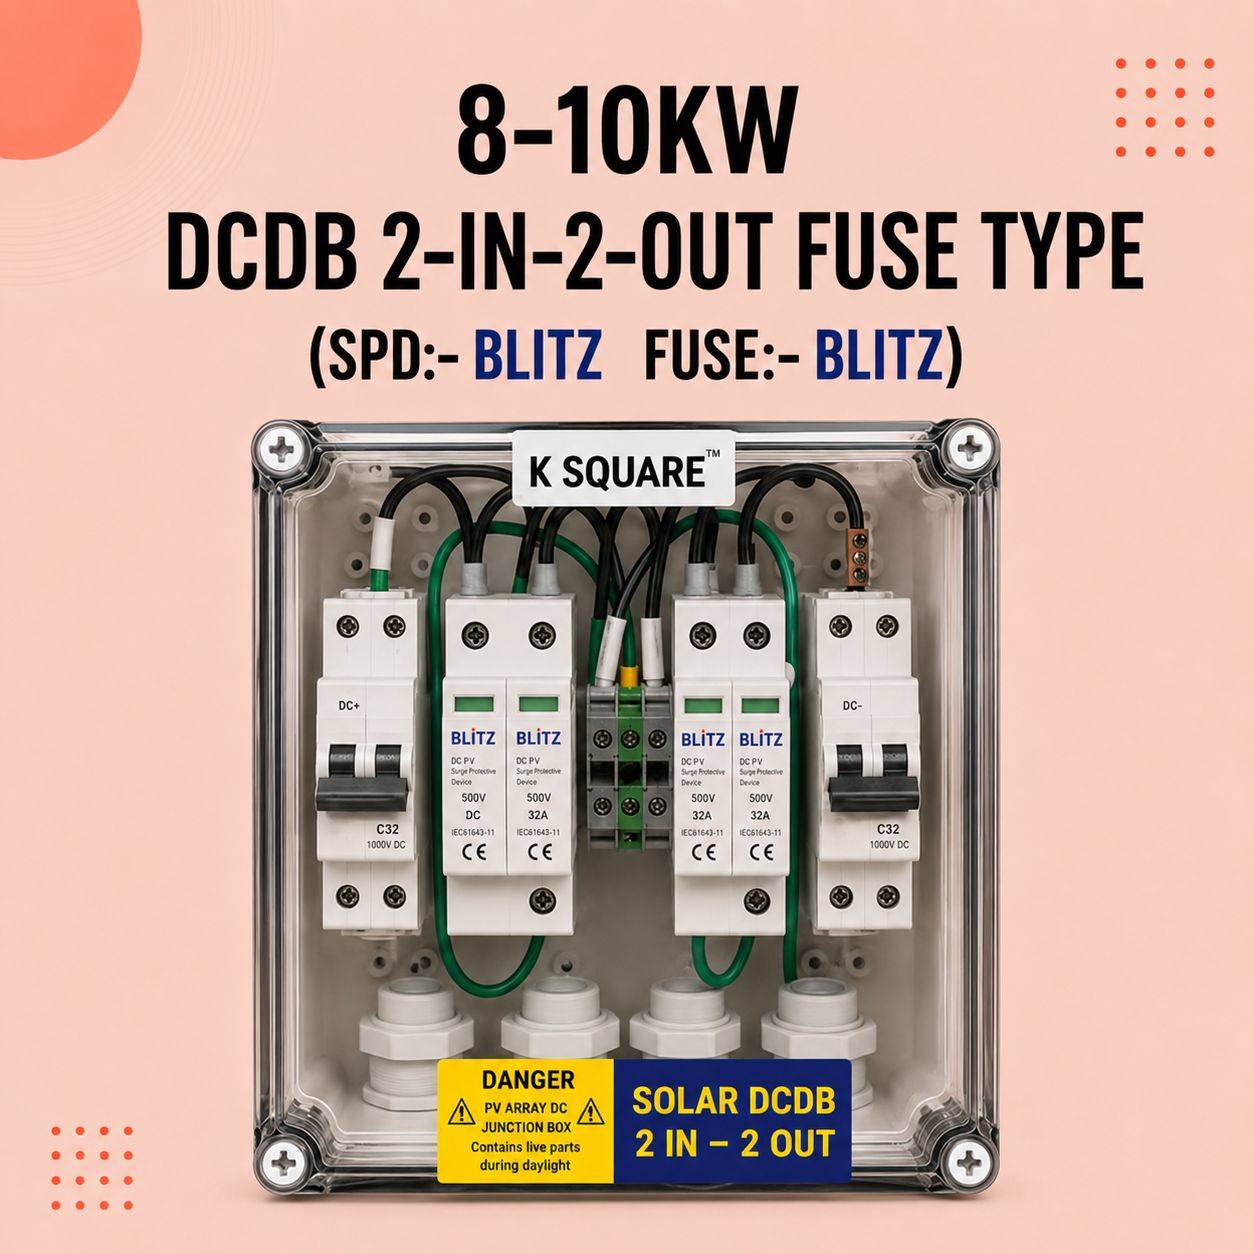 8-10KW
DCDB 2-IN-2-OUT FUSE TYPE
(SPD:- BLITZ FUSE:- BLITZ)
K SQUARE™
DC+
C32
1000V DC
BLITZ
DC PV
Surge Protective
Device
500V
DC
IEC61643-11
CE
BLITZ
DC PV
Surge Protective
Device
500V
32A
IEC61643-11
CE
BLITZ
DC PV
Surge Protective
Device
500V
32A
IEC61643-11
CE
BLITZ
DC PV
Surge Protective
Device
500V
32A
IEC61643-11
CE
DC-
C32
1000V DC
DANGER
PV ARRAY DC
JUNCTION BOX
Contains live parts
during daylight
SOLAR DCDB
2 IN – 2 OUT